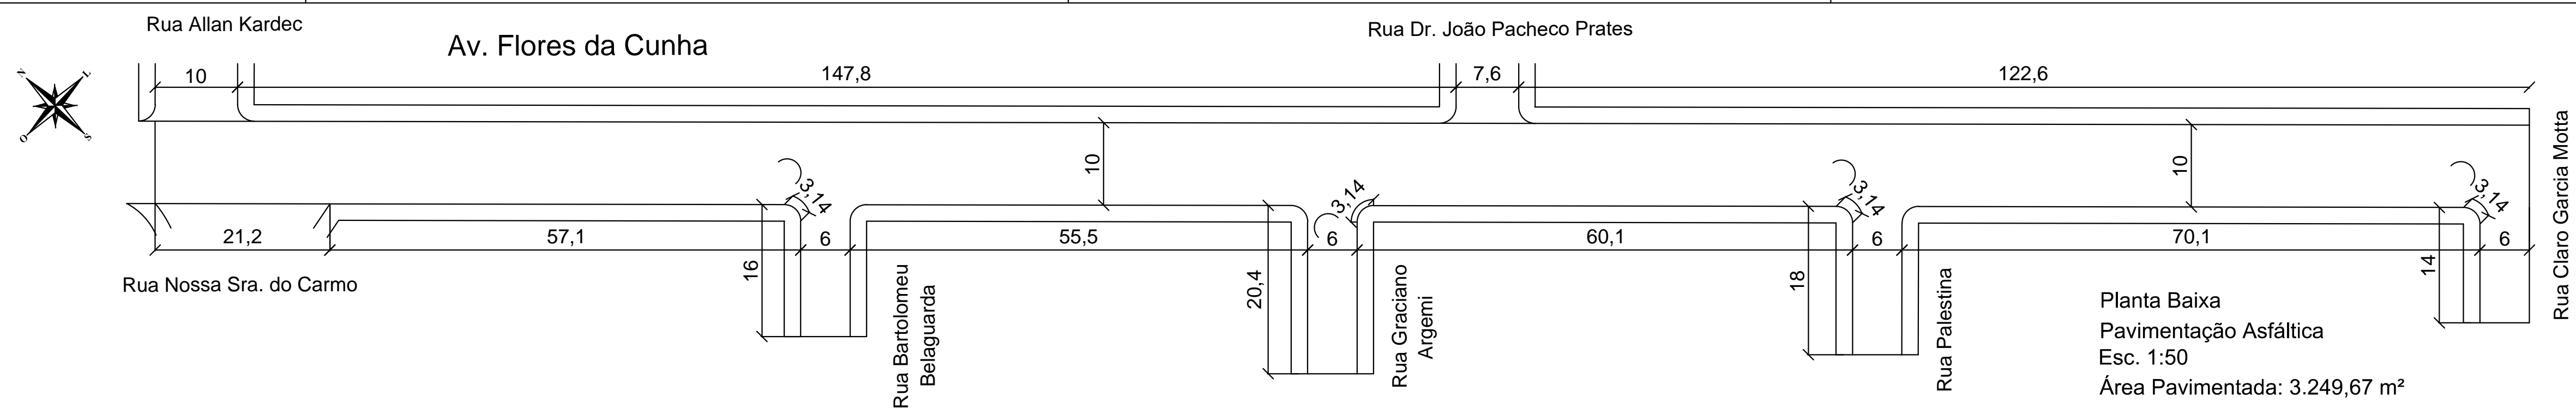 Rua Allan Kardec
Av. Flores da Cunha
Rua Dr. João Pacheco Prates
N
L
O
S
10
147,8
7,6
122,6
10
10
3,14
3,14
3,14
3,14
21,2
57,1
6
55,5
6
60,1
6
70,1
6
16
20,4
18
14
Rua Nossa Sra. do Carmo
Rua Bartolomeu
Belaguarda
Rua Graciano
Argemi
Rua Palestina
Rua Claro Garcia Motta
Planta Baixa
Pavimentação Asfáltica
Esc. 1:50
Área Pavimentada: 3.249,67 m²